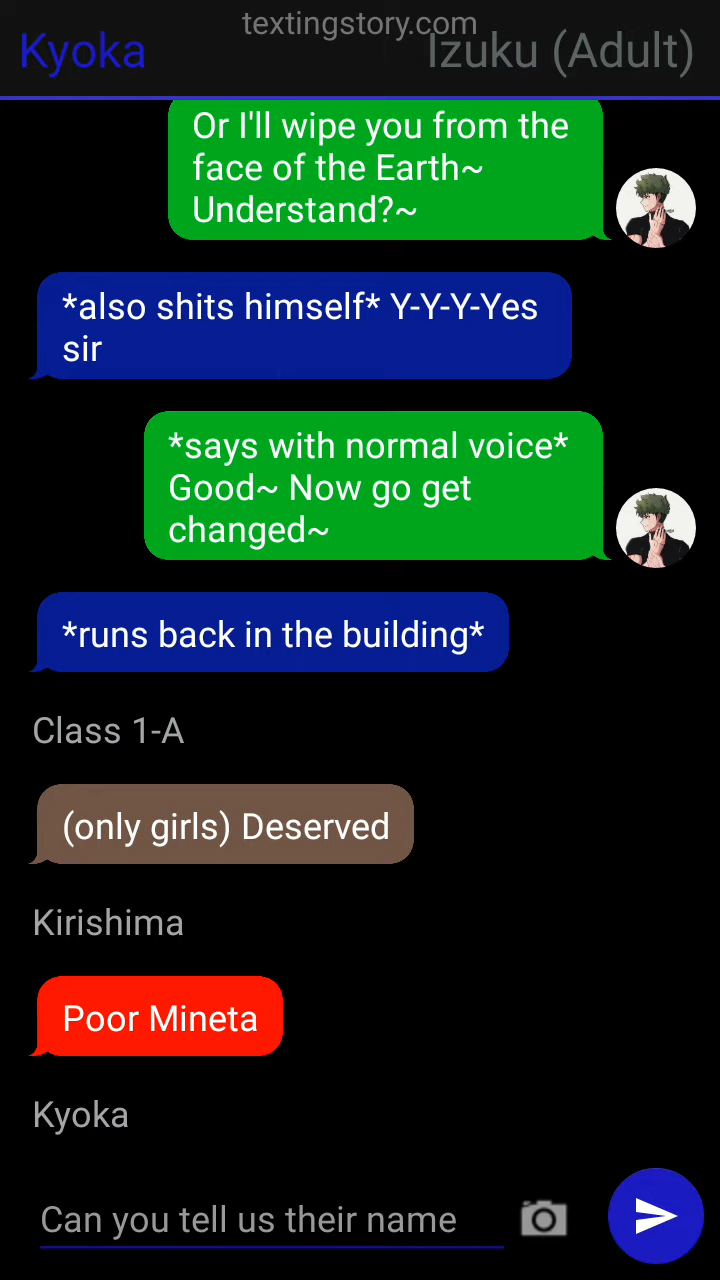 textingstory.com
Kyoka
Izuku (Adult)
Or I'll wipe you from the
face of the Earth~
Understand?~
*also shits himself* Y-Y-Y-Yes
sir
*says with normal voice*
Good~ Now go get
changed~
*runs back in the building*
Class 1-A
(only girls) Deserved
Kirishima
Poor Mineta
Kyoka
Can you tell us their name